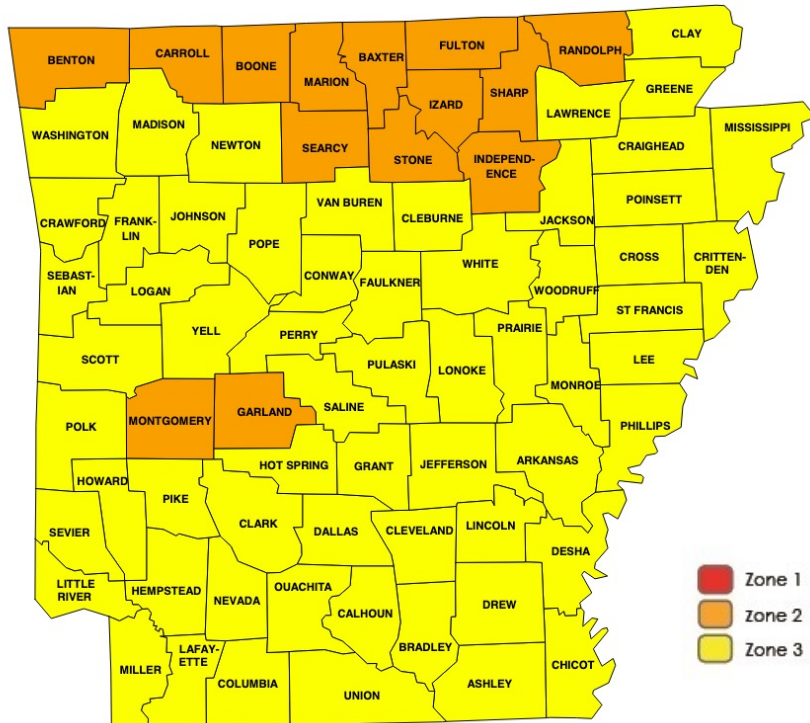 BENTON
CARROLL
BOONE
MARION
BAXTER
FULTON
RANDOLPH
CLAY
IZARD
SHARP
LAWRENCE
GREENE
WASHINGTON
MADISON
NEWTON
SEARCY
STONE
INDEPEND-
ENCE
CRAIGHEAD
MISSISSIPPI
CRAWFORD
FRANK-
LIN
JOHNSON
POPE
VAN BUREN
CLEBURNE
JACKSON
POINSETT
SEBAST-
IAN
LOGAN
CONWAY
FAULKNER
WHITE
WOODRUFF
CROSS
CRITTEN-
DEN
ST FRANCIS
SCOTT
YELL
PERRY
PULASKI
LONOKE
PRAIRIE
MONROE
LEE
PHILLIPS
POLK
MONTGOMERY
GARLAND
SALINE
HOT SPRING
GRANT
JEFFERSON
ARKANSAS
HOWARD
PIKE
CLARK
DALLAS
CLEVELAND
LINCOLN
DESHA
SEVIER
LITTLE
RIVER
HEMPSTEAD
NEVADA
OUACHITA
CALHOUN
BRADLEY
DREW
CHICOT
MILLER
LAFAY-
ETTE
COLUMBIA
UNION
ASHLEY
Zone 1
Zone 2
Zone 3